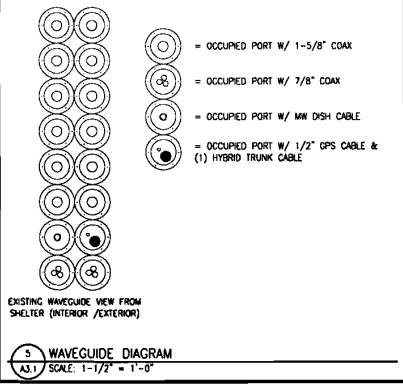 = OCCUPIED PORT W/ 1-5/8" COAX
= OCCUPIED PORT W/ 7/8" COAX
= OCCUPIED PORT W/ MW DISH CABLE
= OCCUPIED PORT W/ 1/2" GPS CABLE &
(1) HYBRID TRUNK CABLE
EXISTING WAVEGUIDE VIEW FROM
SHELTER (INTERIOR /EXTERIOR)
5 WAVEGUIDE DIAGRAM
A3.1 SCALE: 1-1/2" = 1'-0"